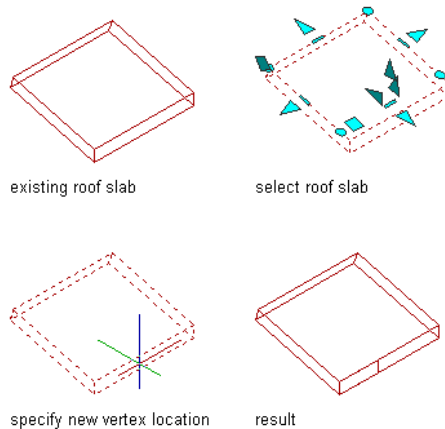 existing roof slab
select roof slab
specify new vertex location
result